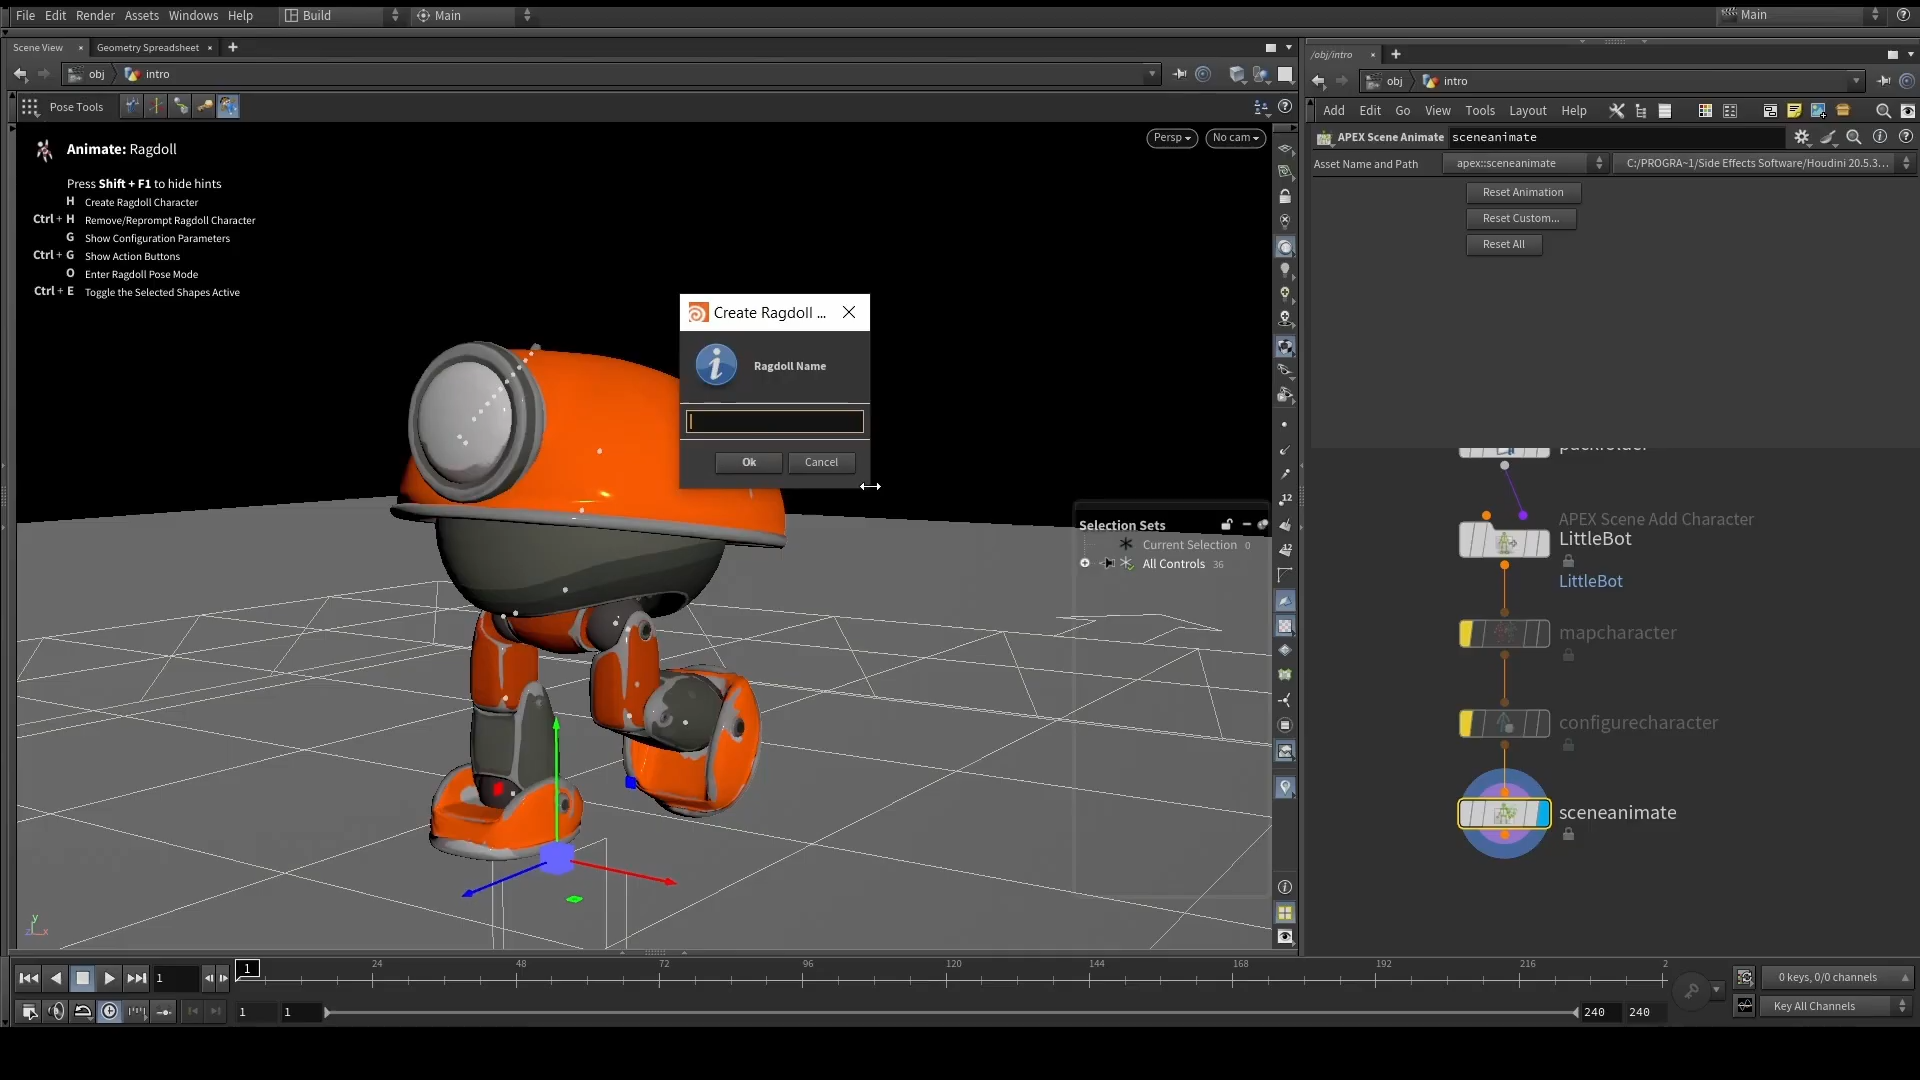 File Edit Render Assets Windows Help Build Main Main
Scene View Geometry Spreadsheet
obj intro
Pose Tools
Animate: Ragdoll
Persp No cam
Press Shift + F1 to hide hints
H Create Ragdoll Character
Ctrl + H Remove/Reprompt Ragdoll Character
G Show Configuration Parameters
Ctrl + G Show Action Buttons
O Enter Ragdoll Pose Mode
Ctrl + E Toggle the Selected Shapes Active
Create Ragdoll ...
Ragdoll Name
Ok Cancel
Selection Sets
Current Selection 0
All Controls 36
12
12
y
x
/obj/intro
obj intro
Add Edit Go View Tools Layout Help
APEX Scene Animate sceneanimate
Asset Name and Path apex::sceneanimate C:/PROGRA~1/Side Effects Software/Houdini 20.5.3...
Reset Animation
Reset Custom...
Reset All
packfolder
APEX Scene Add Character
LittleBot
LittleBot
mapcharacter
configurecharacter
sceneanimate
1 1 24 48 72 96 120 144 168 192 216 2
1 1 240 240
0 keys, 0/0 channels
Key All Channels